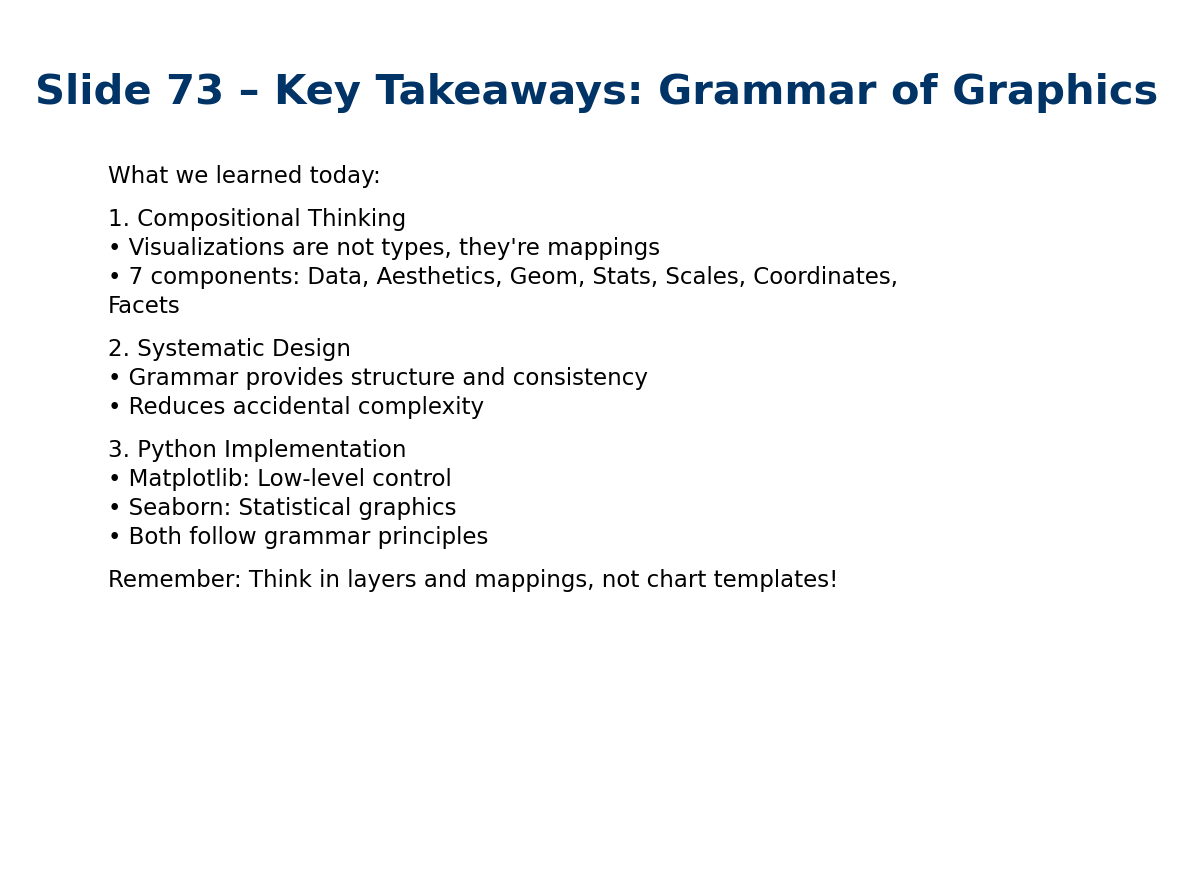 Slide 73 – Key Takeaways: Grammar of Graphics
What we learned today:
1. Compositional Thinking
• Visualizations are not types, they're mappings
• 7 components: Data, Aesthetics, Geom, Stats, Scales, Coordinates,
Facets
2. Systematic Design
• Grammar provides structure and consistency
• Reduces accidental complexity
3. Python Implementation
• Matplotlib: Low-level control
• Seaborn: Statistical graphics
• Both follow grammar principles
Remember: Think in layers and mappings, not chart templates!